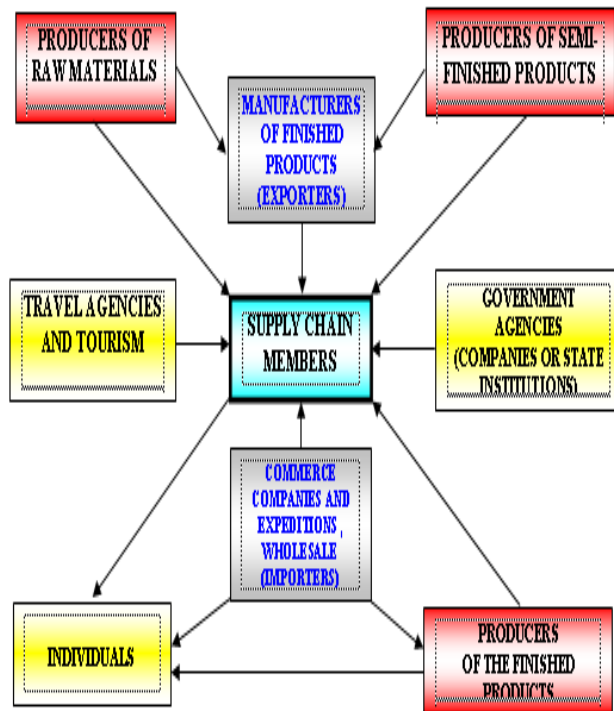 PRODUCERS OF
RAW MATERIALS
PRODUCERS OF SEMI-
FINISHED PRODUCTS
MANUFACTURERS
OF FINISHED
PRODUCTS
(EXPORTERS)
TRAVEL AGENCIES
AND TOURISM
SUPPLY CHAIN
MEMBERS
GOVERNMENT
AGENCIES
(COMPANIES OR STATE
INSTITUTIONS)
COMMERCE
COMPANIES AND
EXPEDITIONS,
WHOLESALE
(IMPORTERS)
INDIVIDUALS
PRODUCERS
OF THE FINISHED
PRODUCTS